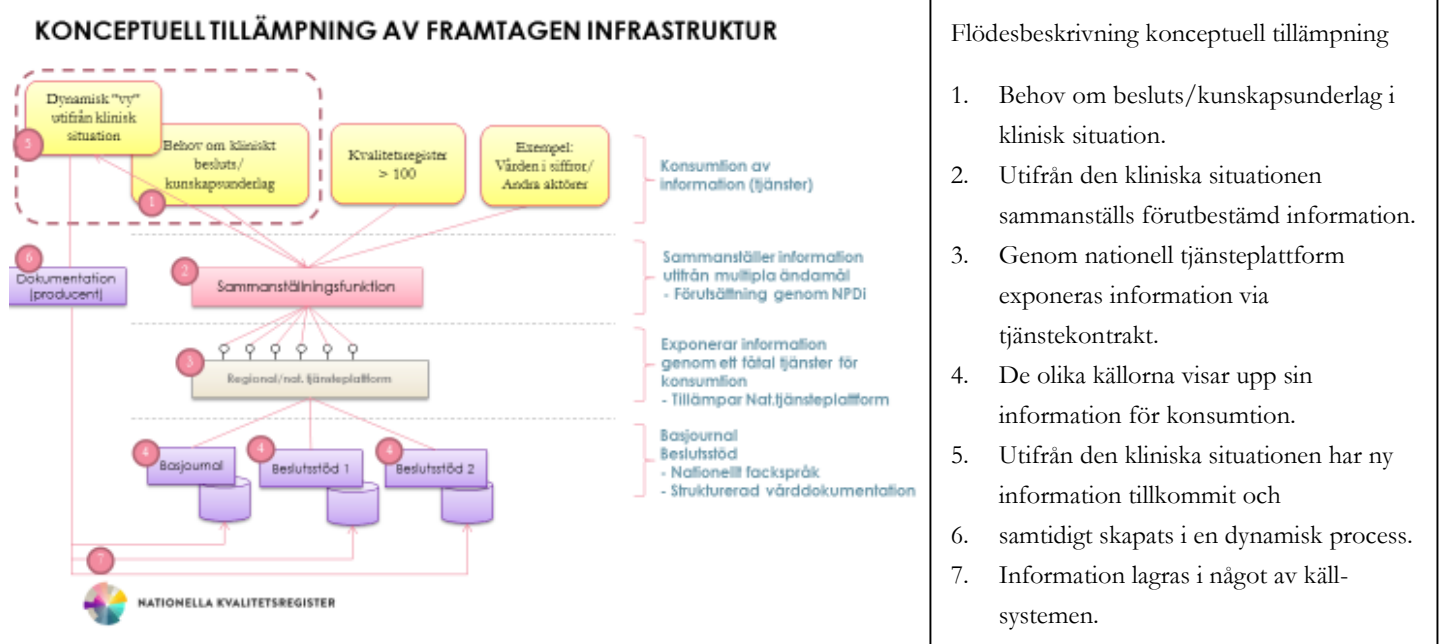 KONCEPTUELL TILLÄMPNING AV FRAMTAGEN INFRASTRUKTUR
Dynamisk "vy"
utifrån klinisk
situation
5
Behov om kliniskt
besluts/
kunskapsunderlag
1
Kvalitetsregister
> 100
Exempel:
Vården i siffror/
Andra aktörer
Konsumtion av
information (tjänster)
6
Dokumentation
(producent)
2
Sammanställningsfunktion
Sammanställer information
utifrån multipla ändamål
- Förutsättning genom NPDi
3
Regional/nat. tjänsteplattform
Exponerar information
genom ett fåtal tjänster för
konsumtion
- Tillämpar Nat.tjänsteplattform
4
Basjournal
4
Beslutsstöd 1
4
Beslutsstöd 2
Basjournal
Beslutsstöd
- Nationellt fackspråk
- Strukturerad vårddokumentation
7
NATIONELLA KVALITETSREGISTER
Flödesbeskrivning konceptuell tillämpning
1. Behov om besluts/kunskapsunderlag i
klinisk situation.
2. Utifrån den kliniska situationen
sammanställs förutbestämd information.
3. Genom nationell tjänsteplattform
exponeras information via
tjänstekontrakt.
4. De olika källorna visar upp sin
information för konsumtion.
5. Utifrån den kliniska situationen har ny
information tillkommit och
6. samtidigt skapats i en dynamisk process.
7. Information lagras i något av käll-
systemen.